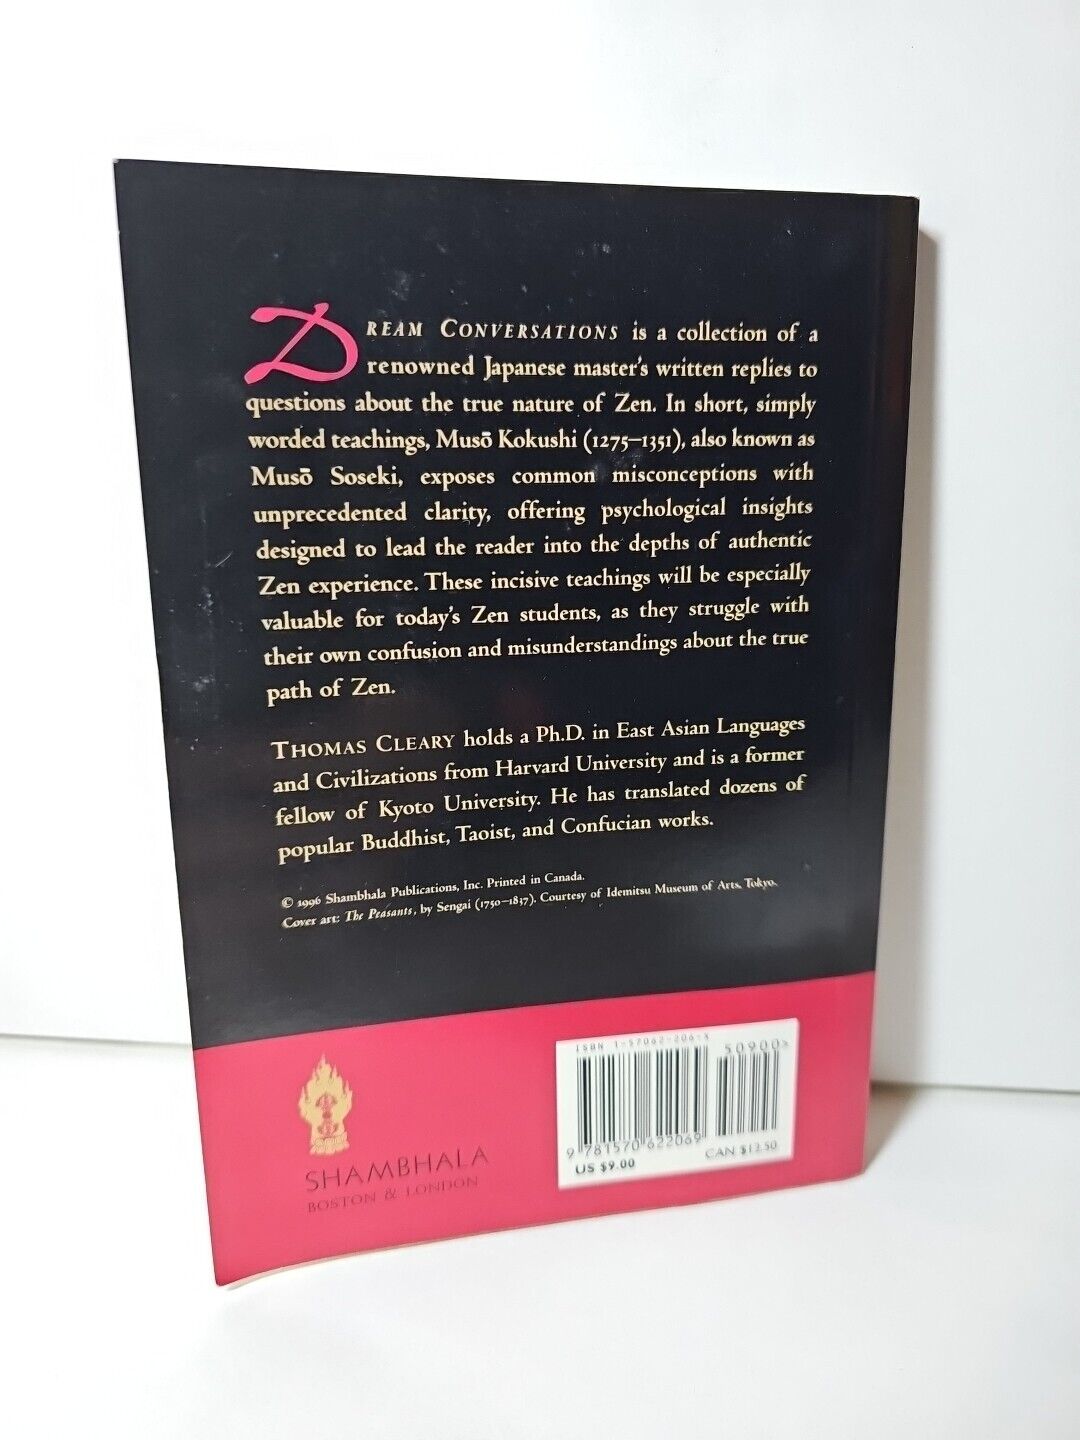 DREAM CONVERSATIONS is a collection of a
renowned Japanese master's written replies to
questions about the true nature of Zen. In short, simply
worded teachings, Musō Kokushi (1275–1351), also known as
Musō Soseki, exposes common misconceptions with
unprecedented clarity, offering psychological insights
designed to lead the reader into the depths of authentic
Zen experience. These incisive teachings will be especially
valuable for today's Zen students, as they struggle with
their own confusion and misunderstandings about the true
path of Zen.
THOMAS CLEARY holds a Ph.D. in East Asian Languages
and Civilizations from Harvard University and is a former
fellow of Kyoto University. He has translated dozens of
popular Buddhist, Taoist, and Confucian works.
© 1996 Shambhala Publications, Inc. Printed in Canada.
Cover art: The Peasants, by Sengai (1750–1837). Courtesy of Idemitsu Museum of Arts, Tokyo.
SHAMBHALA
BOSTON & LONDON
ISBN 1-57062-206-5
50900>
9 781570 622069
US $9.00
CAN $12.50